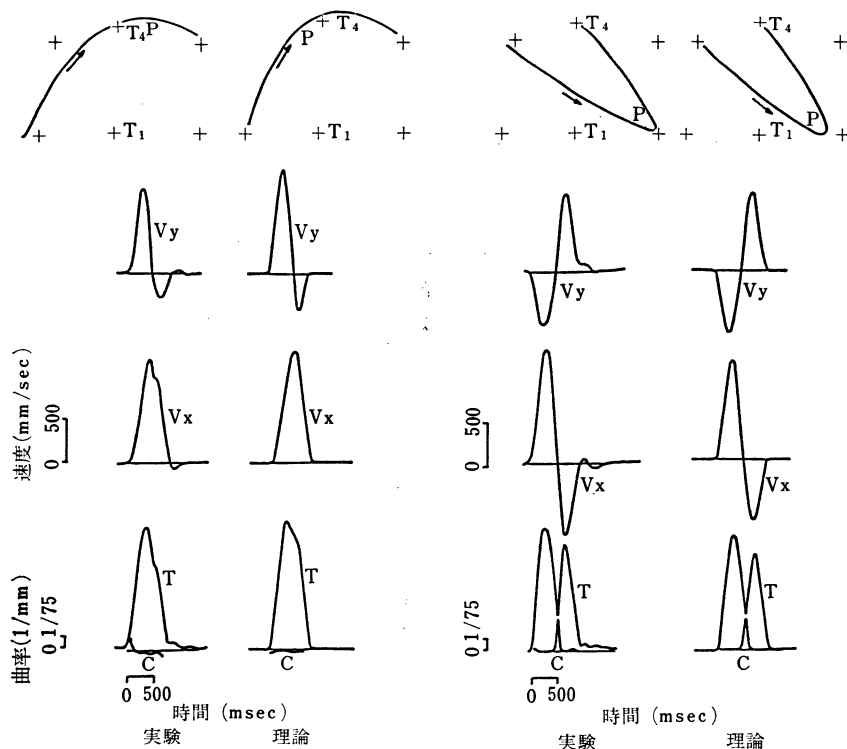 T4P
P
T4
T4
T4
T1
T1
P
T1
P
T1
Vy
Vy
Vy
Vy
速度(mm/sec)
0 500
Vx
Vx
0 500
Vx
Vx
曲率(1/mm)
0 1/75
T
T
0 1/75
T
T
C
C
C
C
0 500
0 500
時間 (msec)
時間 (msec)
実験
理論
実験
理論